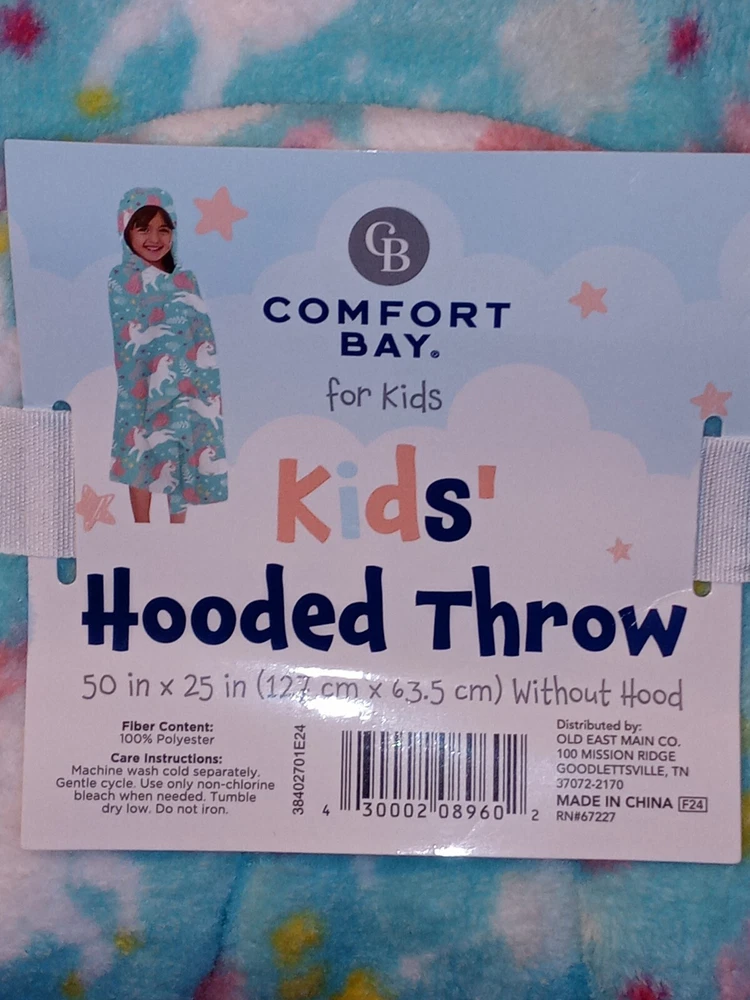 CB
COMFORT
BAY®
for Kids
Kids'
Hooded Throw
50 in x 25 in (127 cm x 63.5 cm) Without Hood
Fiber Content:
100% Polyester
Care Instructions:
Machine wash cold separately.
Gentle cycle. Use only non-chlorine
bleach when needed. Tumble
dry low. Do not iron.
38402701E24
4 30002 08960 2
Distributed by:
OLD EAST MAIN CO.
100 MISSION RIDGE
GOODLETTSVILLE, TN
37072-2170
MADE IN CHINA F24
RN#67227